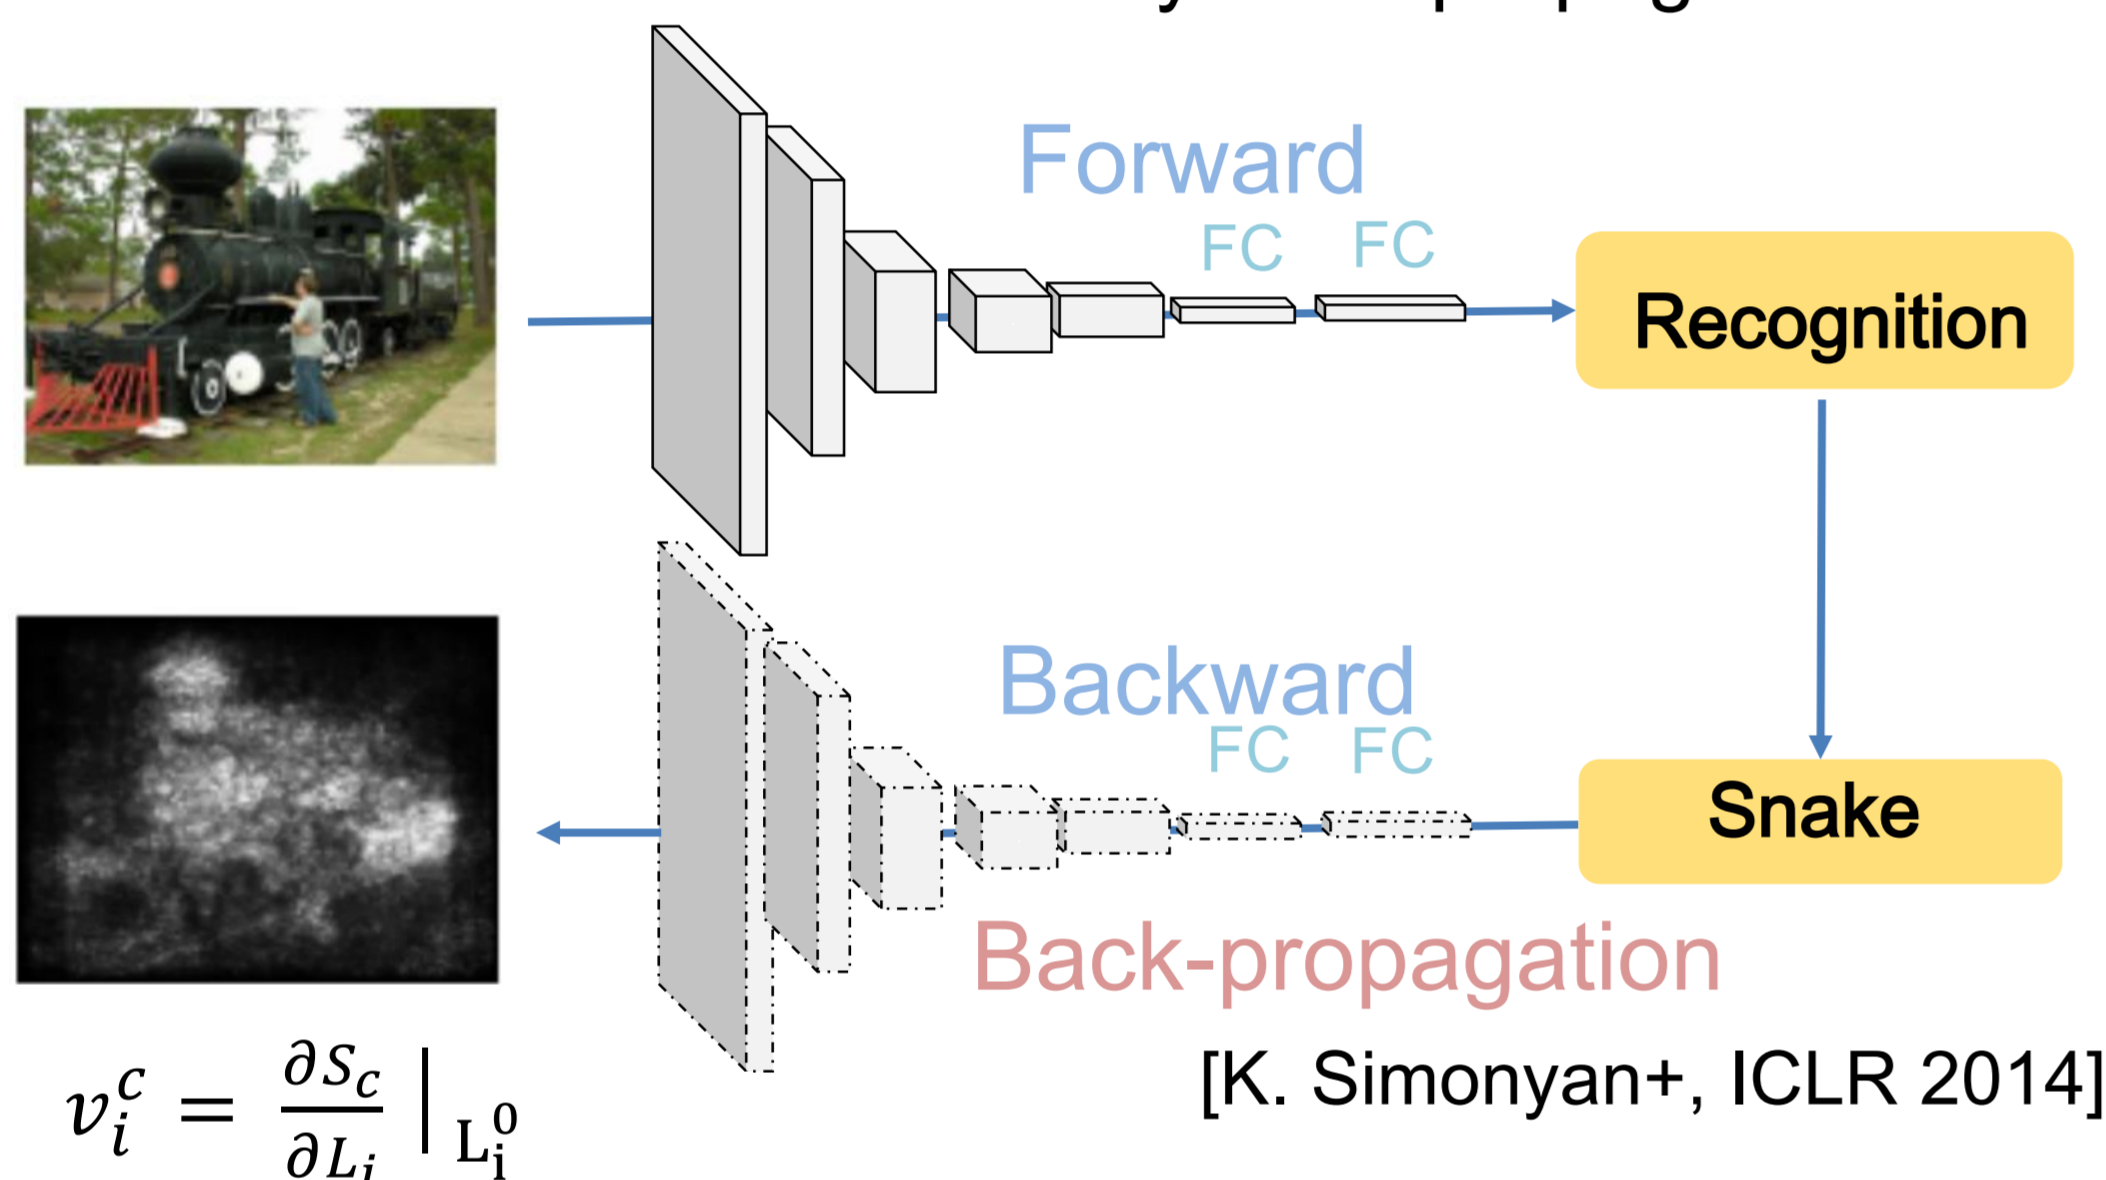 Forward
FC FC
Recognition
Backward
FC FC
Snake
Back-propagation
[K. Simonyan+, ICLR 2014]
v_i^c = ∂S_c / ∂L_i | L_i^0